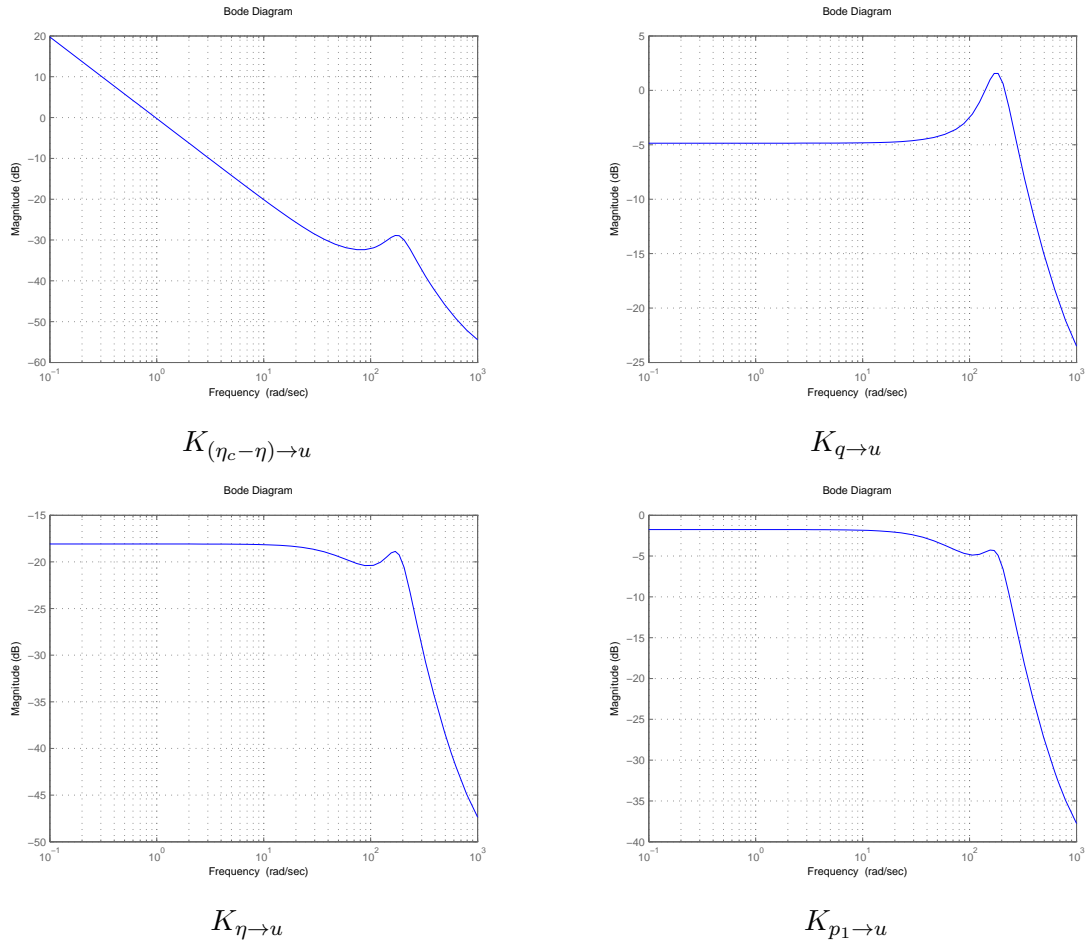 Bode Diagram
Magnitude (dB)
20
10
0
−10
−20
−30
−40
−50
−60
10^−1 10^0 10^1 10^2 10^3
Frequency (rad/sec)
K_{(η_c−η)→u}
Bode Diagram
Magnitude (dB)
5
0
−5
−10
−15
−20
−25
10^−1 10^0 10^1 10^2 10^3
Frequency (rad/sec)
K_{q→u}
Bode Diagram
Magnitude (dB)
−15
−20
−25
−30
−35
−40
−45
−50
10^−1 10^0 10^1 10^2 10^3
Frequency (rad/sec)
K_{η→u}
Bode Diagram
Magnitude (dB)
0
−5
−10
−15
−20
−25
−30
−35
−40
10^−1 10^0 10^1 10^2 10^3
Frequency (rad/sec)
K_{p_1→u}